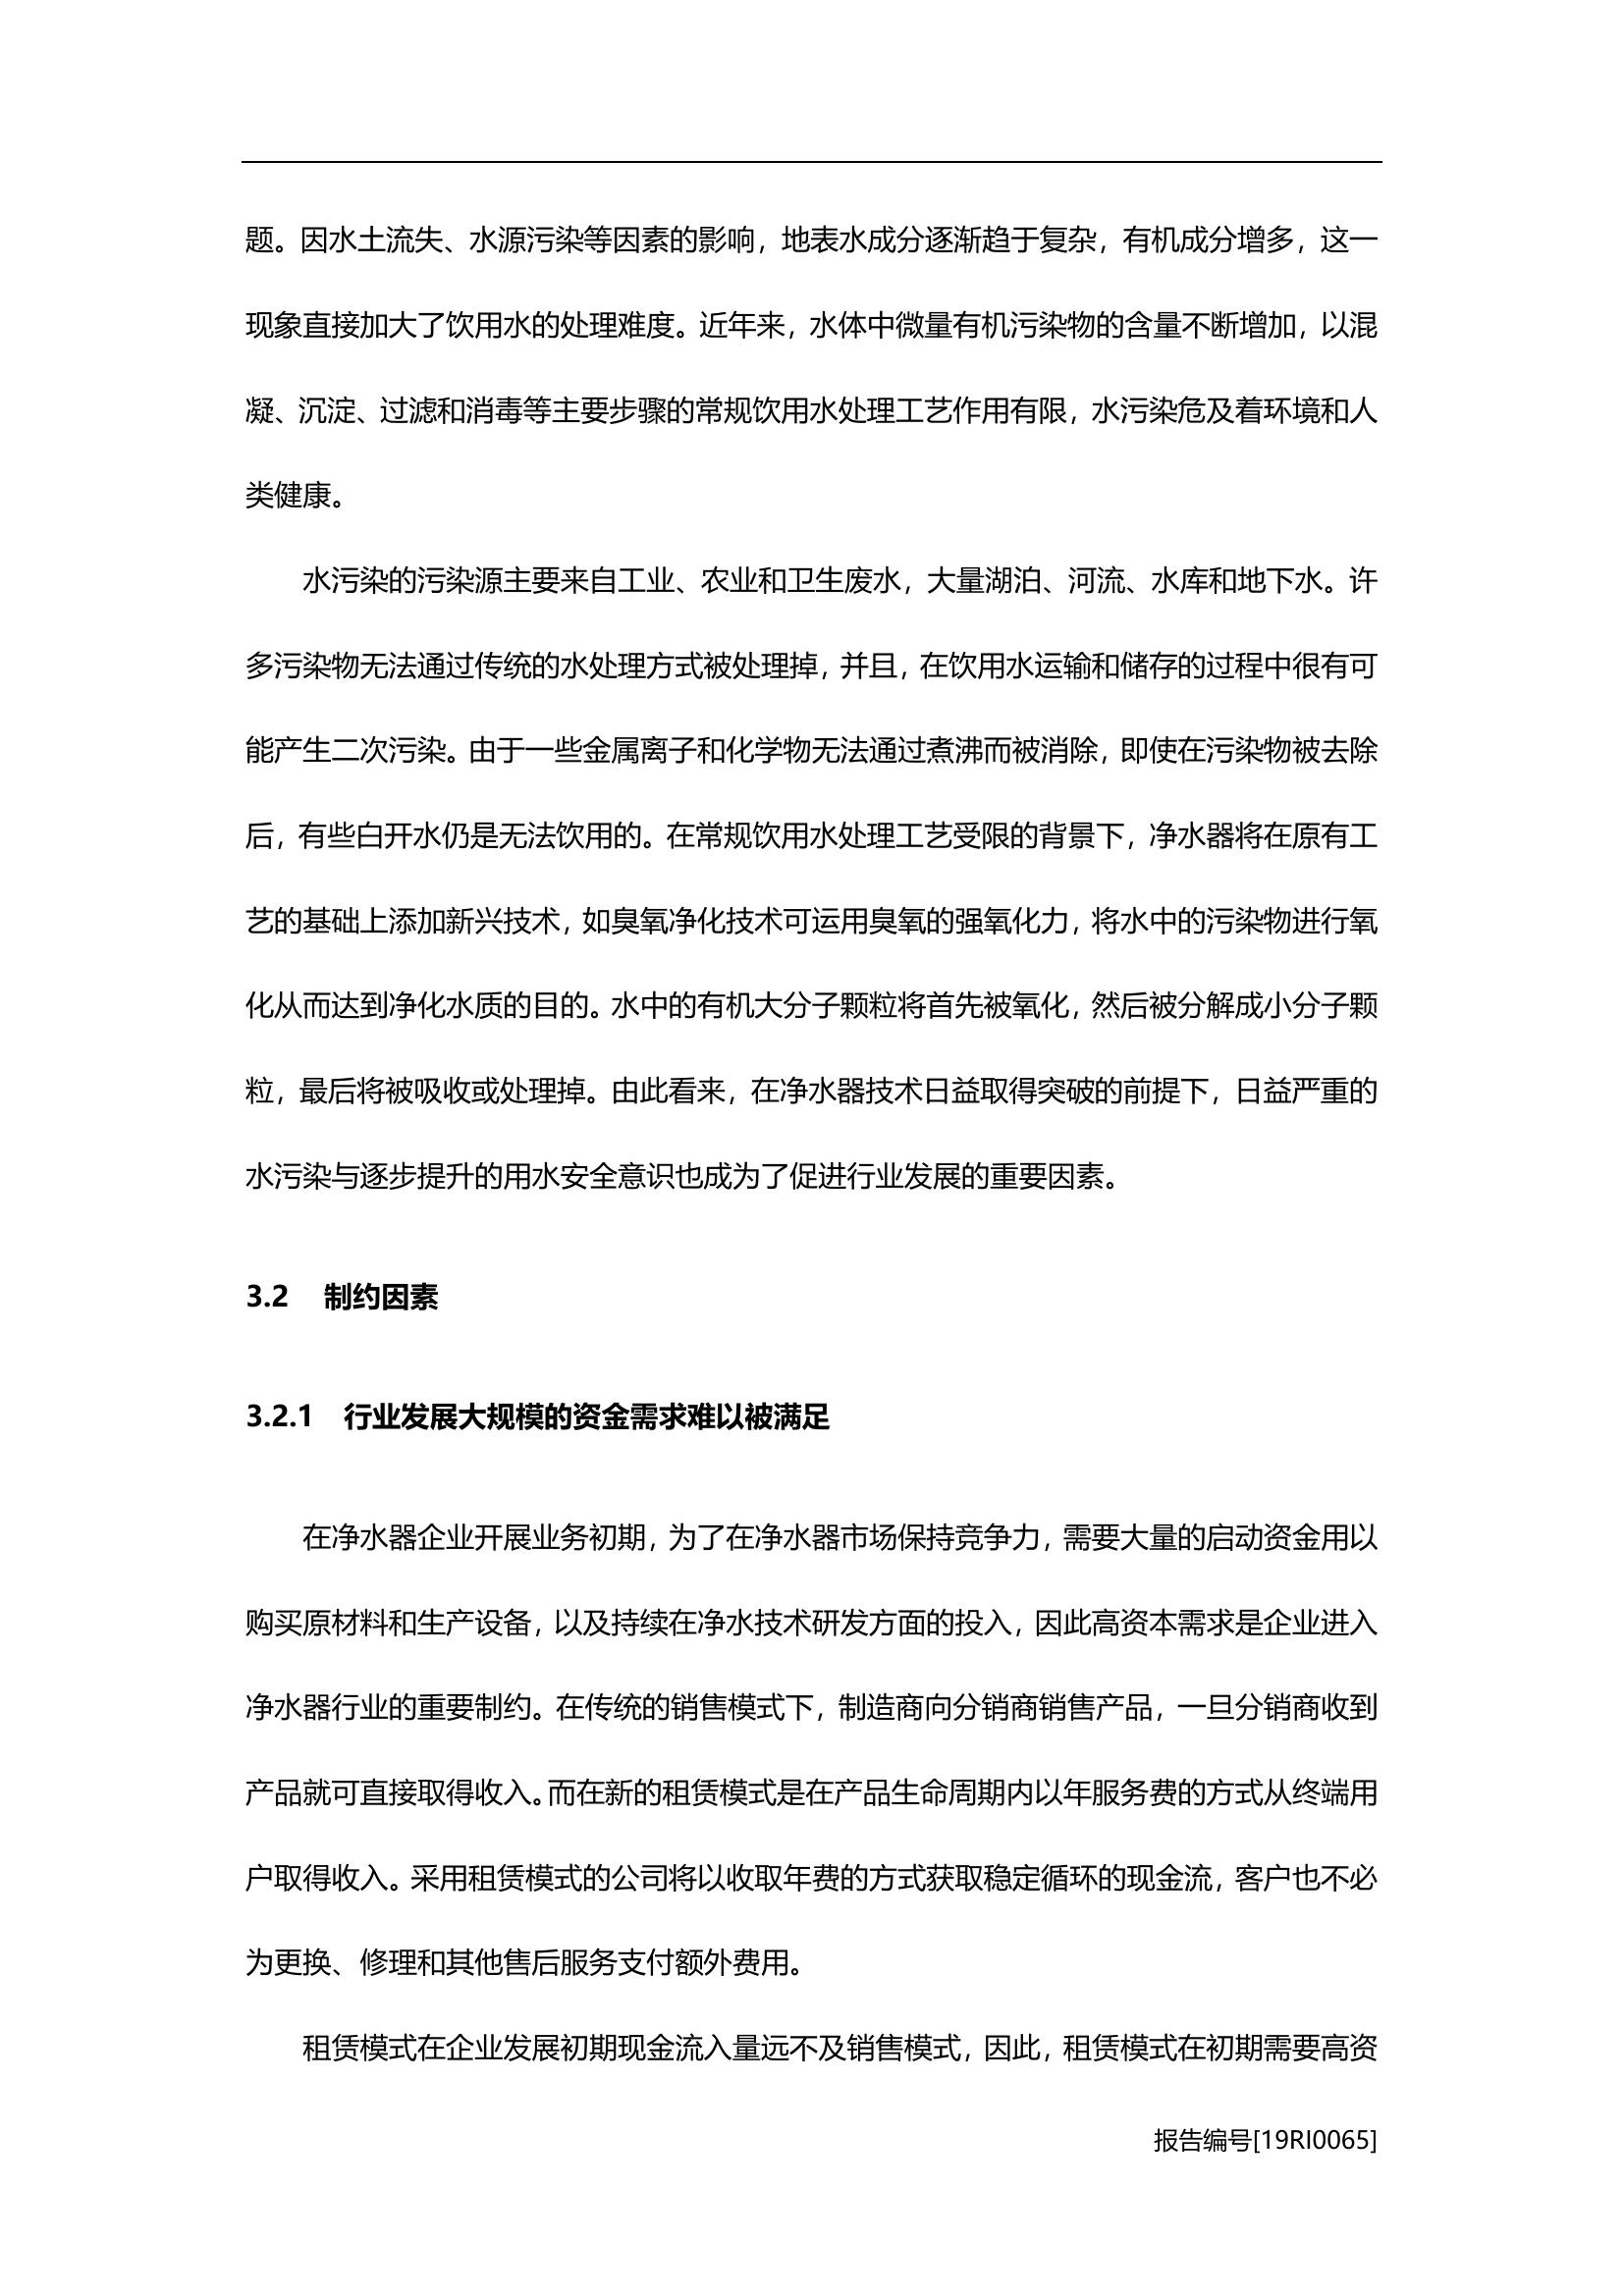 题。因水土流失、水源污染等因素的影响，地表水成分逐渐趋于复杂，有机成分增多，这一
现象直接加大了饮用水的处理难度。近年来，水体中微量有机污染物的含量不断增加，以混
凝、沉淀、过滤和消毒等主要步骤的常规饮用水处理工艺作用有限，水污染危及着环境和人
类健康。
水污染的污染源主要来自工业、农业和卫生废水，大量湖泊、河流、水库和地下水。许
多污染物无法通过传统的水处理方式被处理掉，并且，在饮用水运输和储存的过程中很有可
能产生二次污染。由于一些金属离子和化学物无法通过煮沸而被消除，即使在污染物被去除
后，有些白开水仍是无法饮用的。在常规饮用水处理工艺受限的背景下，净水器将在原有工
艺的基础上添加新兴技术，如臭氧净化技术可运用臭氧的强氧化力，将水中的污染物进行氧
化从而达到净化水质的目的。水中的有机大分子颗粒将首先被氧化，然后被分解成小分子颗
粒，最后将被吸收或处理掉。由此看来，在净水器技术日益取得突破的前提下，日益严重的
水污染与逐步提升的用水安全意识也成为了促进行业发展的重要因素。
3.2 制约因素
3.2.1 行业发展大规模的资金需求难以被满足
在净水器企业开展业务初期，为了在净水器市场保持竞争力，需要大量的启动资金用以
购买原材料和生产设备，以及持续在净水技术研发方面的投入，因此高资本需求是企业进入
净水器行业的重要制约。在传统的销售模式下，制造商向分销商销售产品，一旦分销商收到
产品就可直接取得收入。而在新的租赁模式是在产品生命周期内以年服务费的方式从终端用
户取得收入。采用租赁模式的公司将以收取年费的方式获取稳定循环的现金流，客户也不必
为更换、修理和其他售后服务支付额外费用。
租赁模式在企业发展初期现金流入量远不及销售模式，因此，租赁模式在初期需要高资
报告编号[19RI0065]